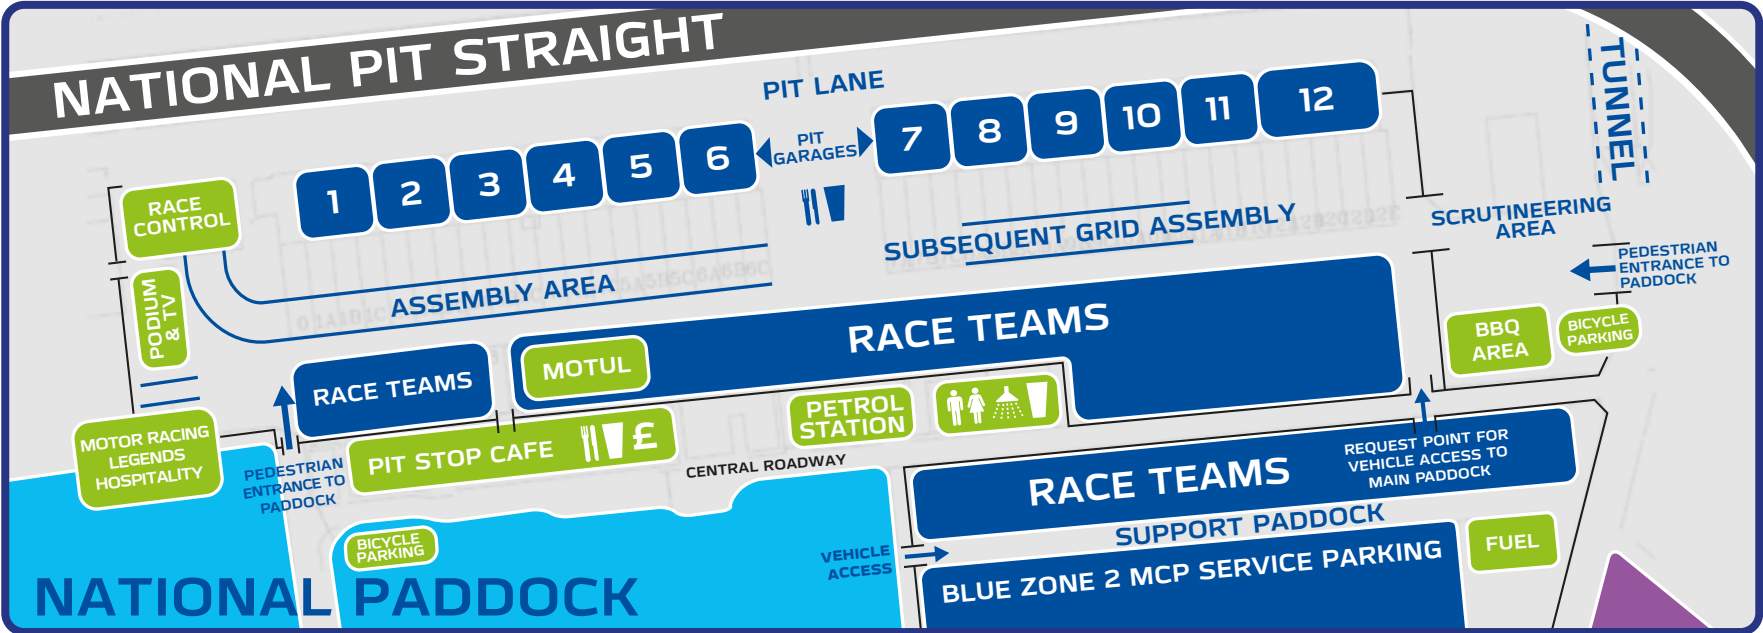 NATIONAL PIT STRAIGHT
PIT LANE
TUNNEL
1
2
3
4
5
6
PIT
GARAGES
7
8
9
10
11
12
RACE
CONTROL
SUBSEQUENT GRID ASSEMBLY
SCRUTINEERING
AREA
PEDESTRIAN
ENTRANCE TO
PADDOCK
PODIUM
& TV
ASSEMBLY AREA
RACE TEAMS
MOTUL
RACE TEAMS
BBQ
AREA
BICYCLE
PARKING
MOTOR RACING
LEGENDS
HOSPITALITY
PEDESTRIAN
ENTRANCE TO
PADDOCK
PIT STOP CAFE £
PETROL
STATION
CENTRAL ROADWAY
RACE TEAMS
REQUEST POINT FOR
VEHICLE ACCESS TO
MAIN PADDOCK
SUPPORT PADDOCK
FUEL
BICYCLE
PARKING
VEHICLE
ACCESS
BLUE ZONE 2 MCP SERVICE PARKING
NATIONAL PADDOCK